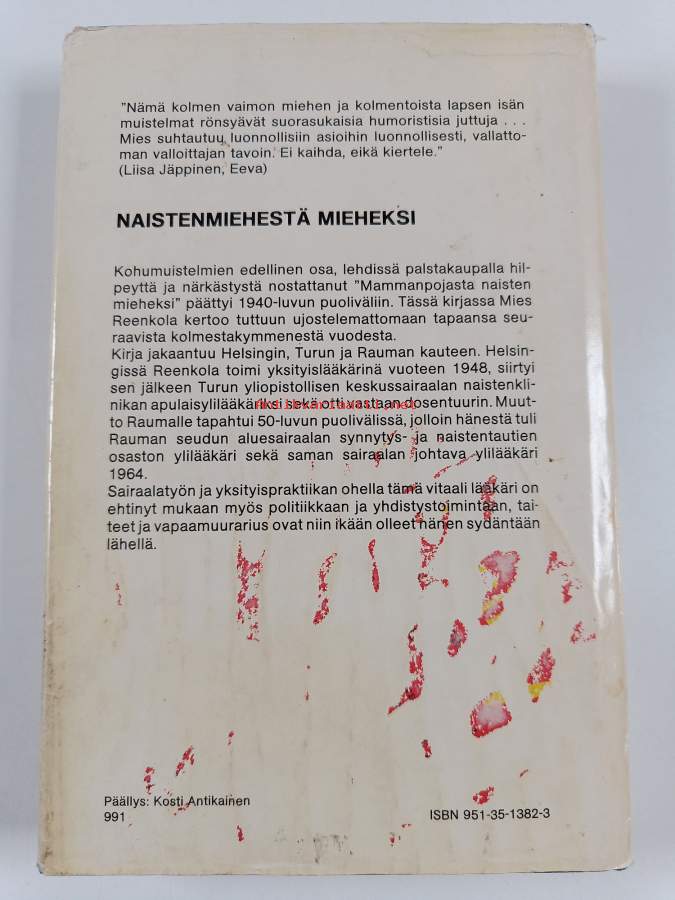 "Nämä kolmen vaimon miehen ja kolmentoista lapsen isän
muistelmat rönsyävät suorasukaisia humoristisia juttuja . . .
Mies suhtautuu luonnollisiin asioihin luonnollisesti, vallatto-
man valloittajan tavoin. Ei kaihda, eikä kiertele."
(Liisa Jäppinen, Eeva)
NAISTENMIEHESTÄ MIEHEKSI
Kohumuistelmien edellinen osa, lehdissä palstakaupalla hil-
peyttä ja närkästystä nostattanut "Mammanpojasta naisten
mieheksi" päättyi 1940-luvun puoliväliin. Tässä kirjassa Mies
Reenkola kertoo tuttuun ujostelemattomaan tapaansa seu-
raavista kolmestakymmenestä vuodesta.
Kirja jakaantuu Helsingin, Turun ja Rauman kauteen. Helsin-
gissä Reenkola toimi yksityislääkärinä vuoteen 1948, siirtyi
sen jälkeen Turun yliopistollisen keskussairaalan naistenkli-
nikan apulaisylilääkäriksi sekä otti vastaan dosentuurin. Muut-
to Raumalle tapahtui 50-luvun puolivälissä, jolloin hänestä tuli
Rauman seudun aluesairaalan synnytys- ja naistentautien
osaston ylilääkäri sekä saman sairaalan johtava ylilääkäri
1964.
Sairaalatyön ja yksityispraktiikan ohella tämä vitaali lääkäri on
ehtinyt mukaan myös politiikkaan ja yhdistystoimintaan, tai-
teet ja vapaamuurarius ovat niin ikään olleet hänen sydäntään
lähellä.
Päällys: Kosti Antikainen
991
ISBN 951-35-1382-3